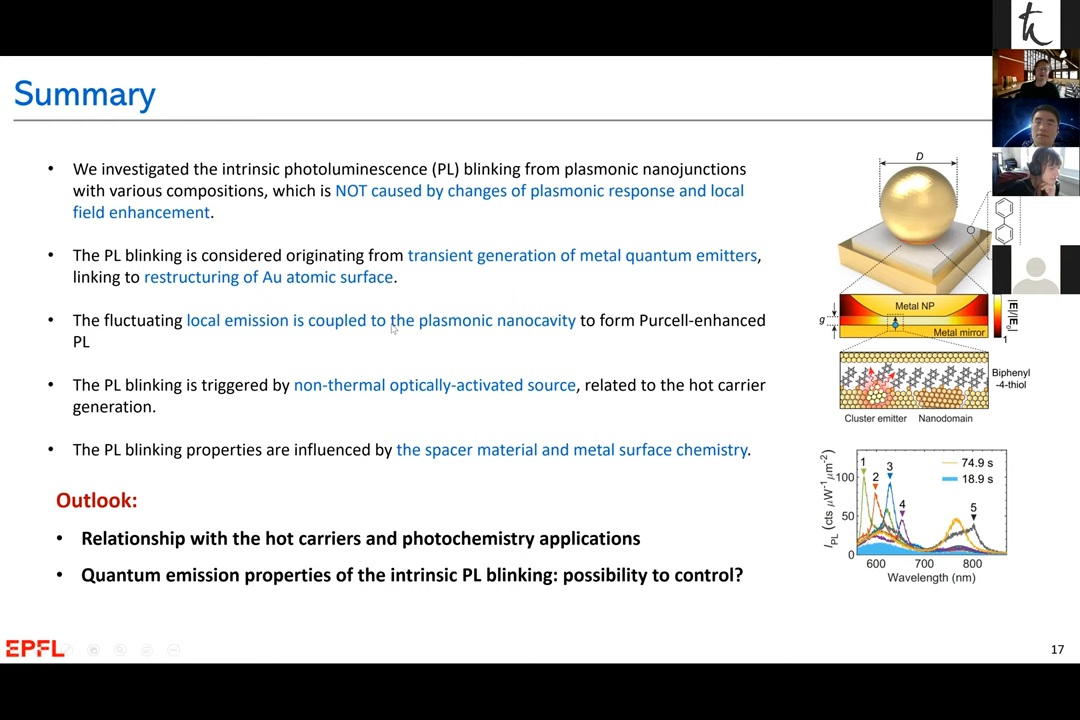 Summary
• We investigated the intrinsic photoluminescence (PL) blinking from plasmonic nanojunctions
with various compositions, which is NOT caused by changes of plasmonic response and local
field enhancement.
• The PL blinking is considered originating from transient generation of metal quantum emitters,
linking to restructuring of Au atomic surface.
• The fluctuating local emission is coupled to the plasmonic nanocavity to form Purcell-enhanced
PL
• The PL blinking is triggered by non-thermal optically-activated source, related to the hot carrier
generation.
• The PL blinking properties are influenced by the spacer material and metal surface chemistry.
Outlook:
• Relationship with the hot carriers and photochemistry applications
• Quantum emission properties of the intrinsic PL blinking: possibility to control?
D
Metal NP
g
Metal mirror
|E|/|E₀|
1
Biphenyl
-4-thiol
Cluster emitter
Nanodomain
I_PL (cts µW⁻¹ µm⁻²)
100
50
0
1
2
3
4
5
74.9 s
18.9 s
600
700
800
Wavelength (nm)
EPFL
17